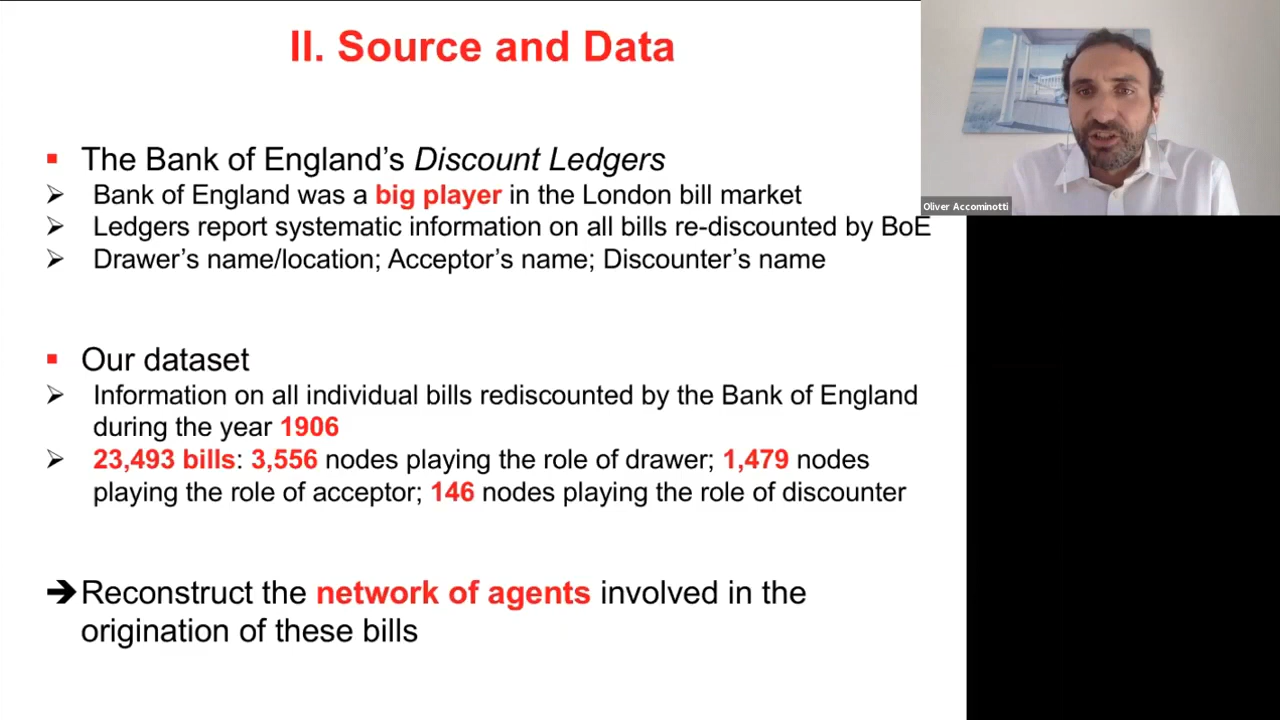 II. Source and Data
Oliver Accominotti
▪ The Bank of England’s Discount Ledgers
➢ Bank of England was a big player in the London bill market
➢ Ledgers report systematic information on all bills re-discounted by BoE
➢ Drawer’s name/location; Acceptor’s name; Discounter’s name
▪ Our dataset
➢ Information on all individual bills rediscounted by the Bank of England
during the year 1906
➢ 23,493 bills: 3,556 nodes playing the role of drawer; 1,479 nodes
playing the role of acceptor; 146 nodes playing the role of discounter
➔ Reconstruct the network of agents involved in the
origination of these bills